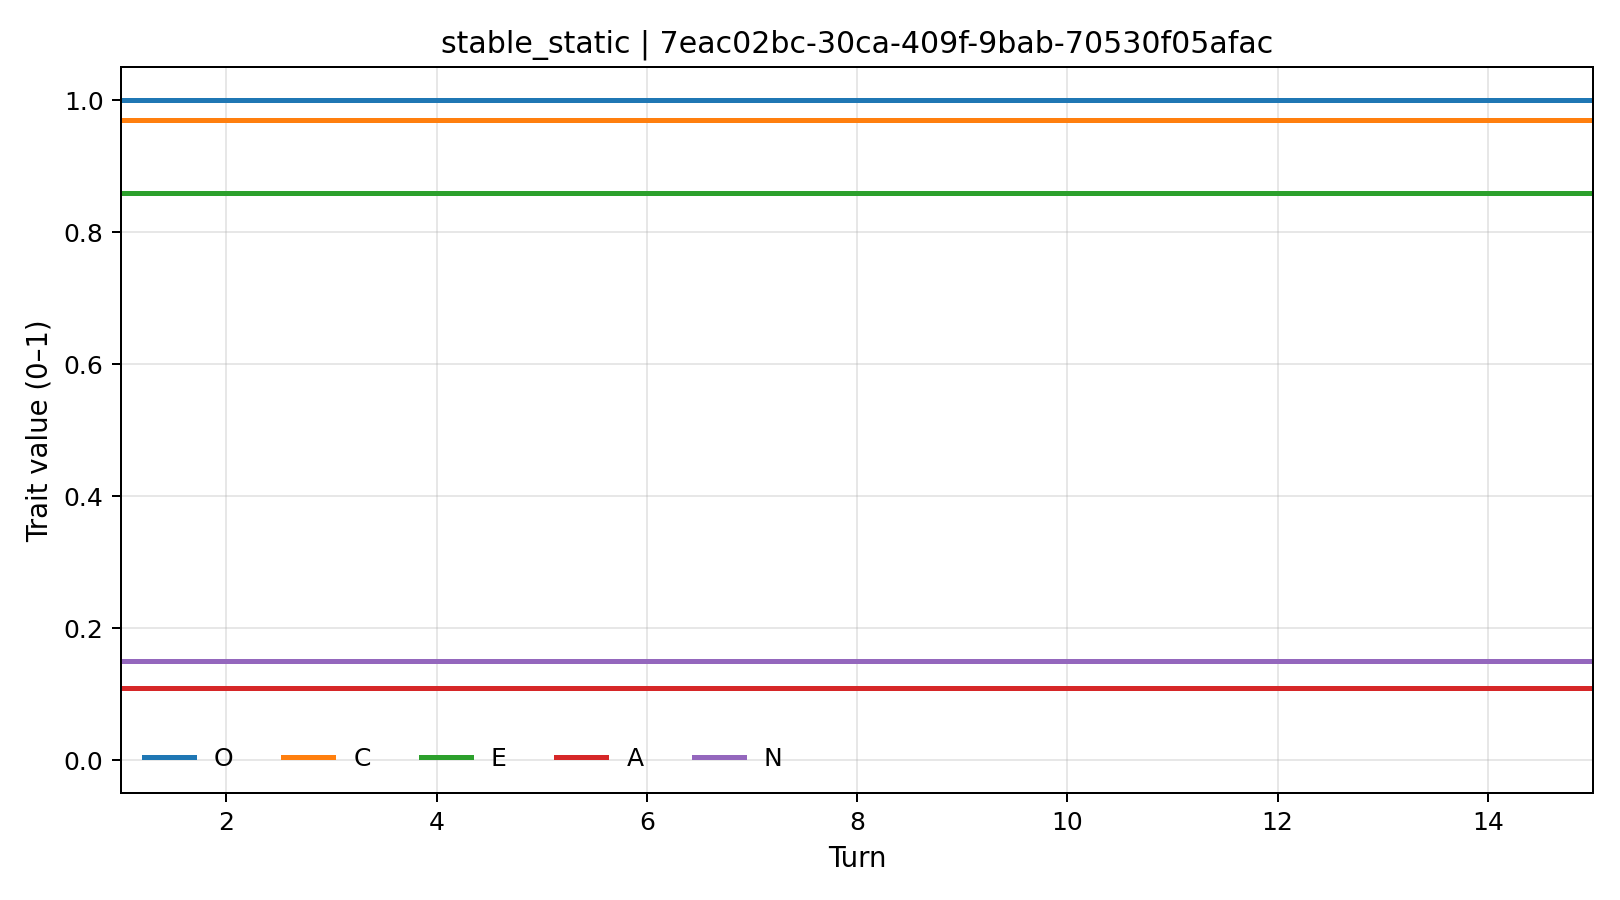 stable_static | 7eac02bc-30ca-409f-9bab-70530f05afac
Trait value (0–1)
1.0
0.8
0.6
0.4
0.2
0.0
O C E A N
2 4 6 8 10 12 14
Turn